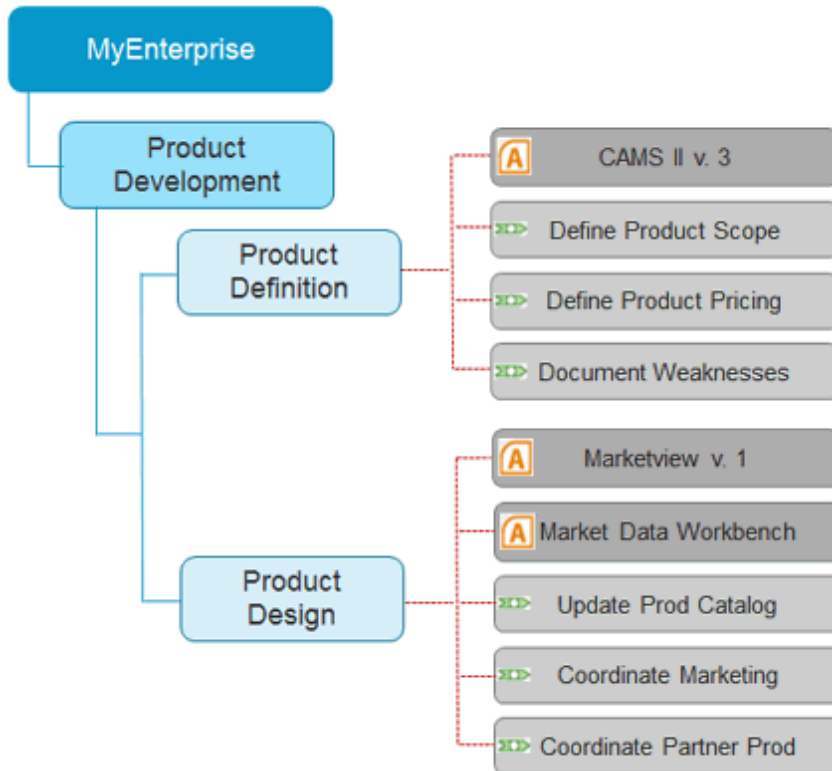 MyEnterprise
Product
Development
Product
Definition
A CAMS II v. 3
Define Product Scope
Define Product Pricing
Document Weaknesses
Product
Design
A Marketview v. 1
A Market Data Workbench
Update Prod Catalog
Coordinate Marketing
Coordinate Partner Prod